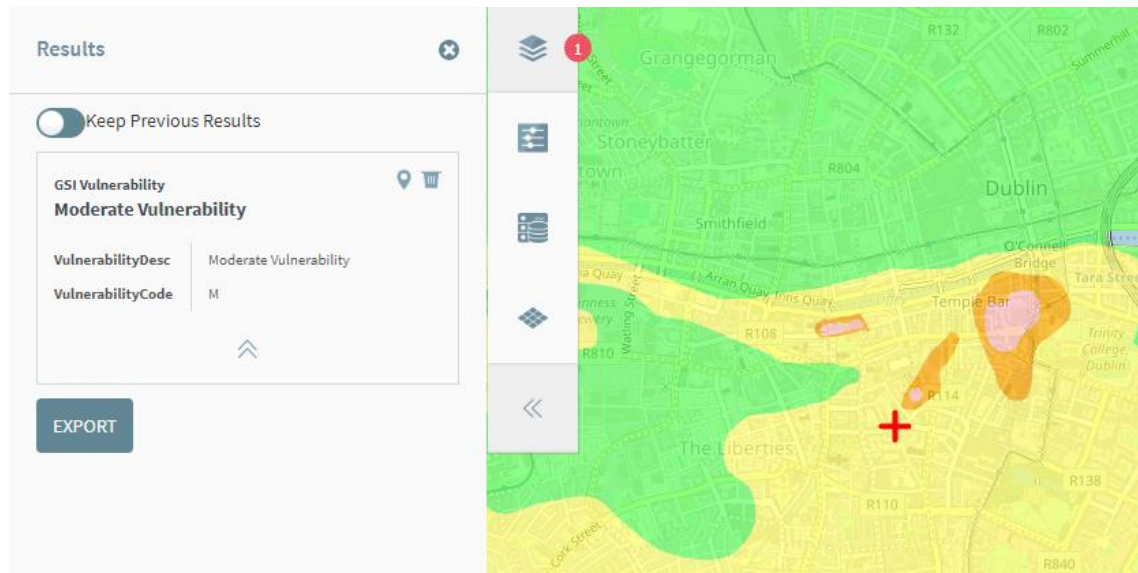 Results
Keep Previous Results
GSI Vulnerability
Moderate Vulnerability
VulnerabilityDesc Moderate Vulnerability
VulnerabilityCode M
EXPORT
1
R132
R802
Summerhill
Grangegorman
Stoneybatter
R804
Dublin
Smithfield
O'Connell
Bridge
Arran Quay
Inns Quay
Temple Bar
Watling Street
R108
R810
Trinity
College,
Dublin
R114
The Liberties
R138
R110
Cork Street
R840